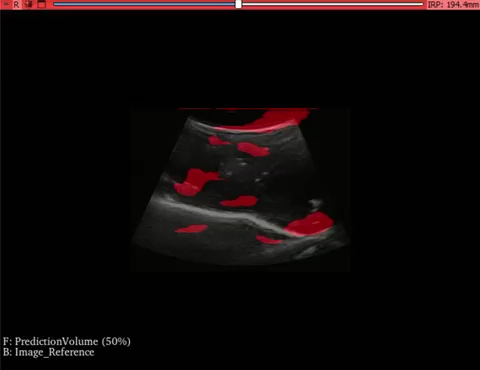 R
IRP: 194.4mm
F: PredictionVolume (50%)
B: Image_Reference